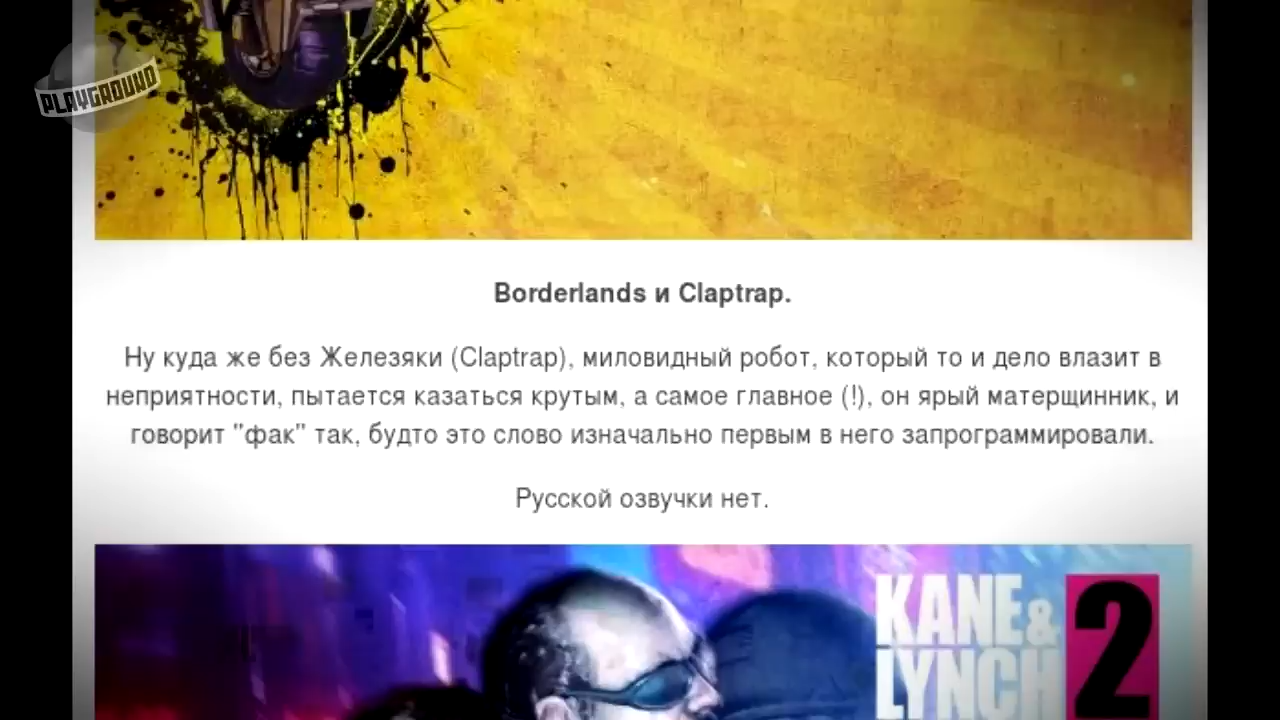 PLAYGROUND
Borderlands и Claptrap.
Ну куда же без Железяки (Claptrap), миловидный робот, который то и дело влазит в
неприятности, пытается казаться крутым, а самое главное (!), он ярый матерщинник, и
говорит "фак" так, будто это слово изначально первым в него запрограммировали.
Русской озвучки нет.
KANE &
LYNCH
2